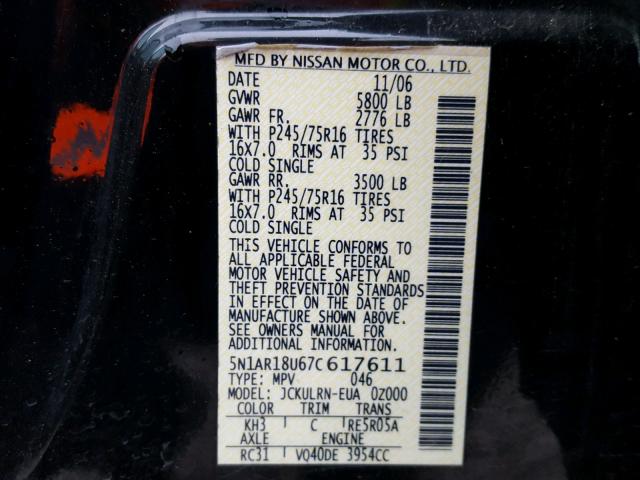 MFD BY NISSAN MOTOR CO., LTD.
DATE 11/06
GVWR 5800 LB
GAWR FR. 2776 LB
WITH P245/75R16 TIRES
16X7.0 RIMS AT 35 PSI
COLD SINGLE
GAWR RR. 3500 LB
WITH P245/75R16 TIRES
16X7.0 RIMS AT 35 PSI
COLD SINGLE
THIS VEHICLE CONFORMS TO
ALL APPLICABLE FEDERAL
MOTOR VEHICLE SAFETY AND
THEFT PREVENTION STANDARDS
IN EFFECT ON THE DATE OF
MANUFACTURE SHOWN ABOVE.
SEE OWNERS MANUAL FOR
ADDITIONAL INFORMATION.
5N1AR18U67C617611
TYPE: MPV 046
MODEL: JCKULRN-EUA 0Z000
COLOR TRIM TRANS
KH3 C RE5R05A
AXLE ENGINE
RC31 VQ40DE 3954CC